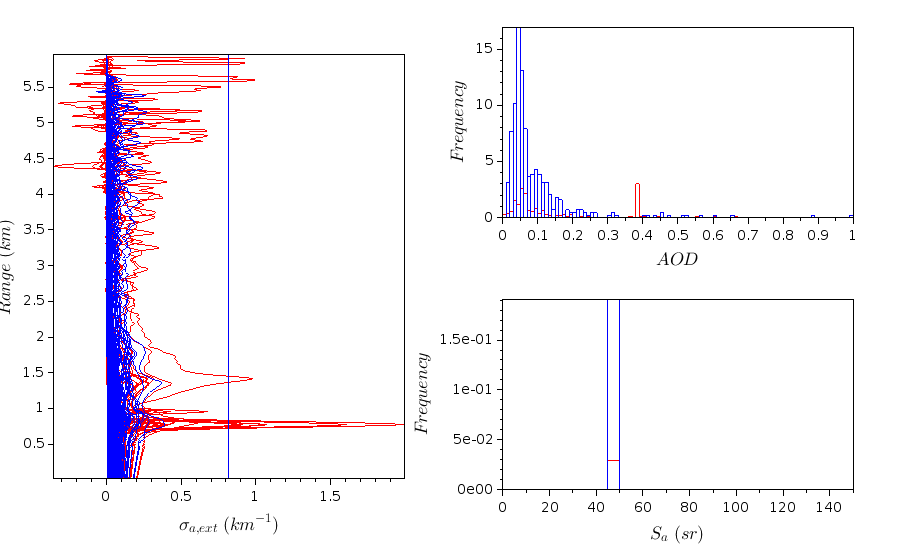 5.5
5
4.5
4
3.5
3
2.5
2
1.5
1
0.5
Range (km)
0 0.5 1 1.5
σa,ext (km−1)
15
10
5
0
Frequency
0 0.1 0.2 0.3 0.4 0.5 0.6 0.7 0.8 0.9 1
AOD
1.5e-01
1e-01
5e-02
0e00
Frequency
0 20 40 60 80 100 120 140
Sa (sr)